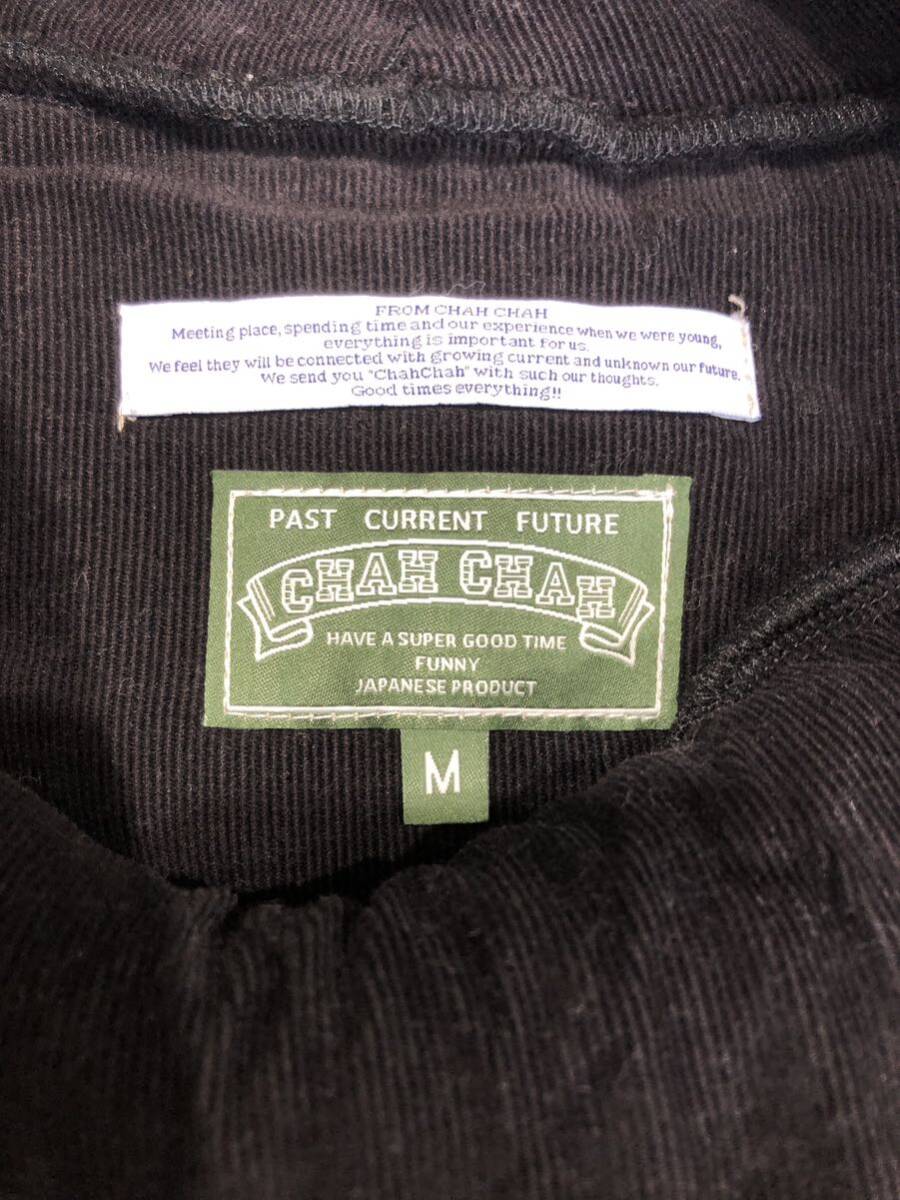 FROM CHAH CHAH
Meeting place, spending time and our experience when we were young,
everything is important for us.
We feel they will be connected with growing current and unknown our future.
We send you "ChahChah" with such our thoughts.
Good times everything!!
PAST CURRENT FUTURE
CHAH CHAH
HAVE A SUPER GOOD TIME
FUNNY
JAPANESE PRODUCT
M